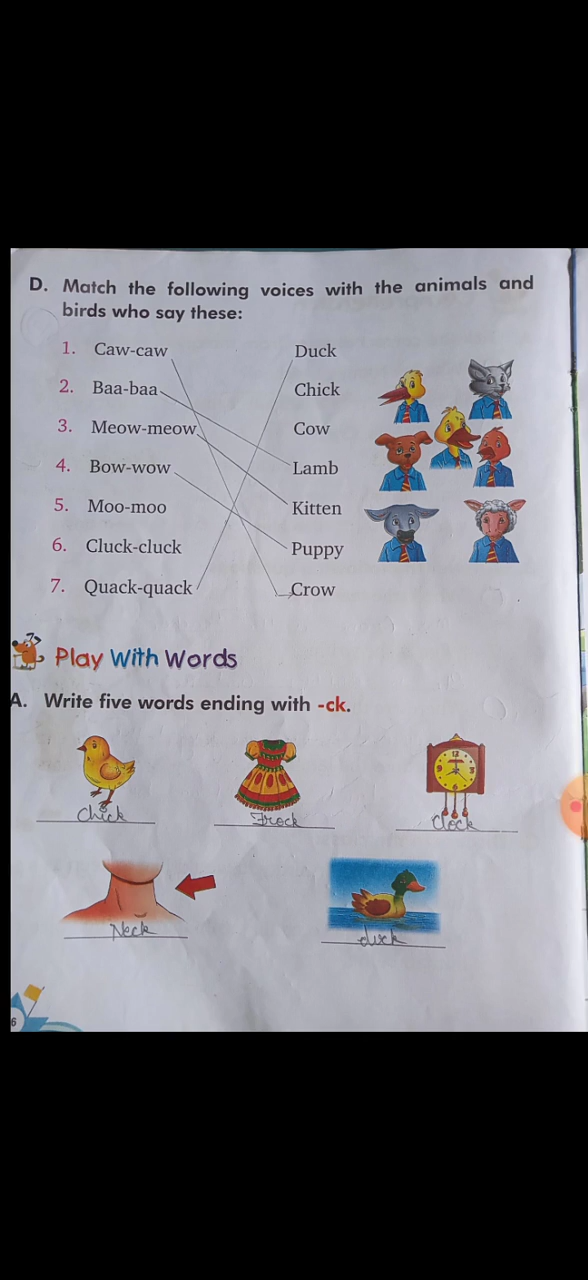 D. Match the following voices with the animals and
birds who say these:
1. Caw-caw Duck
2. Baa-baa Chick
3. Meow-meow Cow
4. Bow-wow Lamb
5. Moo-moo Kitten
6. Cluck-cluck Puppy
7. Quack-quack Crow
Play With Words
A. Write five words ending with -ck.
Chick Frock Clock
Neck duck
6